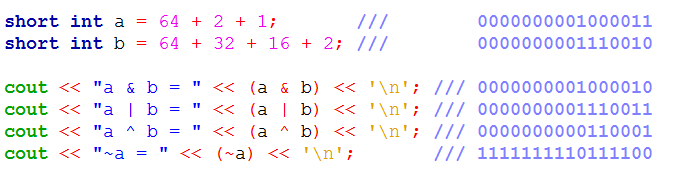 short int a = 64 + 2 + 1;       /// 0000000001000011
short int b = 64 + 32 + 16 + 2; /// 0000000001110010
cout << "a & b = " << (a & b) << '\n'; /// 0000000001000010
cout << "a | b = " << (a | b) << '\n'; /// 0000000001110011
cout << "a ^ b = " << (a ^ b) << '\n'; /// 0000000000110001
cout << "~a = " << (~a) << '\n';       /// 1111111110111100